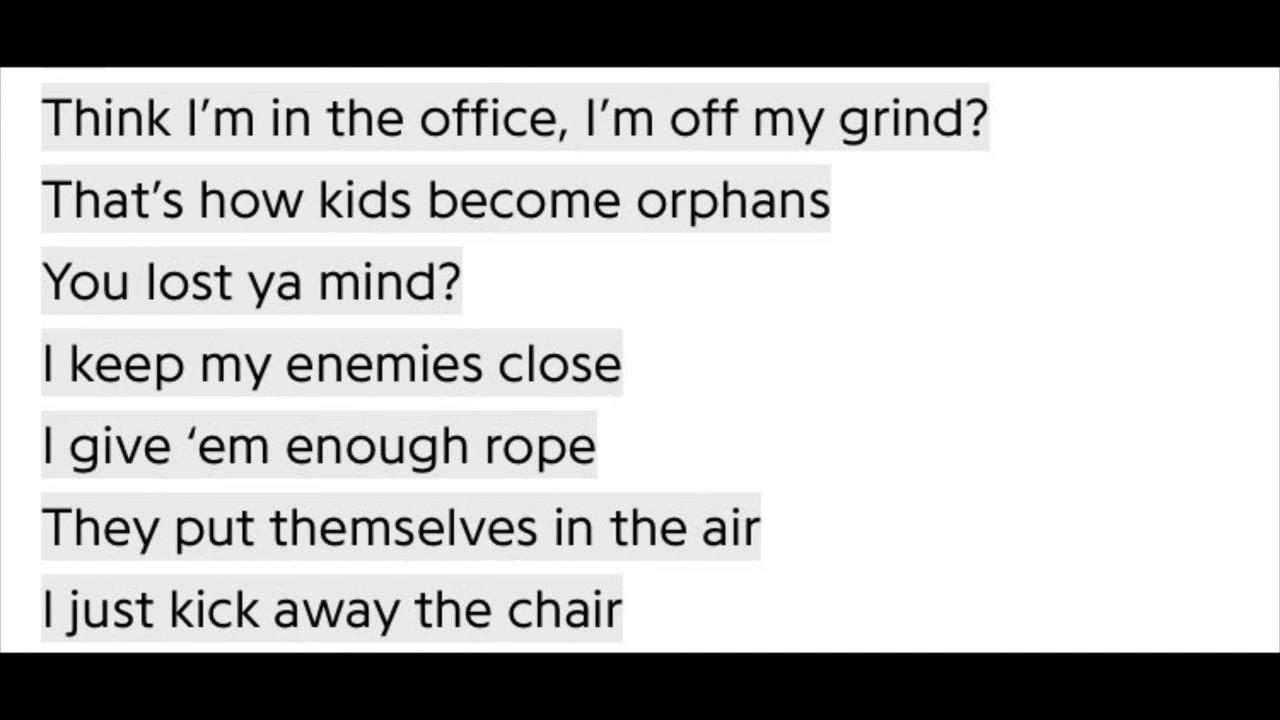 Think I’m in the office, I’m off my grind?
That’s how kids become orphans
You lost ya mind?
I keep my enemies close
I give ‘em enough rope
They put themselves in the air
I just kick away the chair